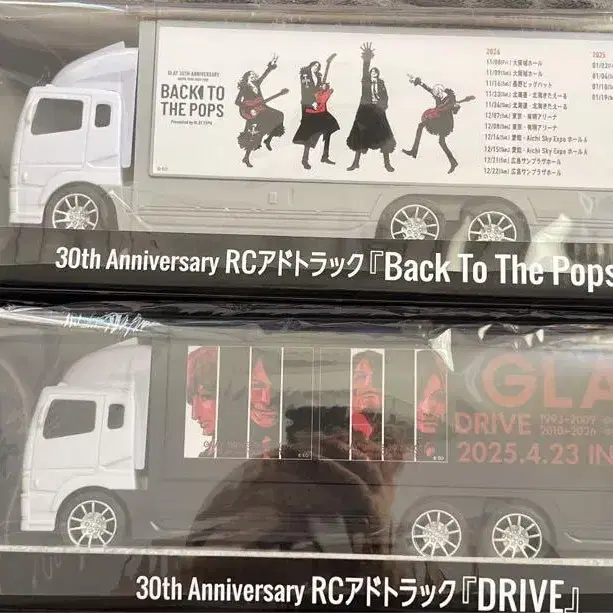 GLAY 30TH ANNIVERSARY
BACK TO
THE POPS
Presented by GLAY EXPO
2024
11/08(Fri) 大阪城ホール
11/09(Sat) 大阪城ホール
11/16(Sat) 長野ビッグハット
11/23(Sat) 北海道・北海きたえーる
11/24(Sun) 北海道・北海きたえーる
12/07(Sat) 東京・有明アリーナ
12/08(Sun) 東京・有明アリーナ
12/14(Sat) 愛知・Aichi Sky Expo ホールA
12/15(Sun) 愛知・Aichi Sky Expo ホールA
12/21(Sat) 広島サンプラザホール
12/22(Sun) 広島サンプラザホール
2025
30th Anniversary RCアドトラック『Back To The Pops
GLA
DRIVE 1993-2009
2010-2026
2025.4.23 IN
30th Anniversary RCアドトラック『DRIVE』